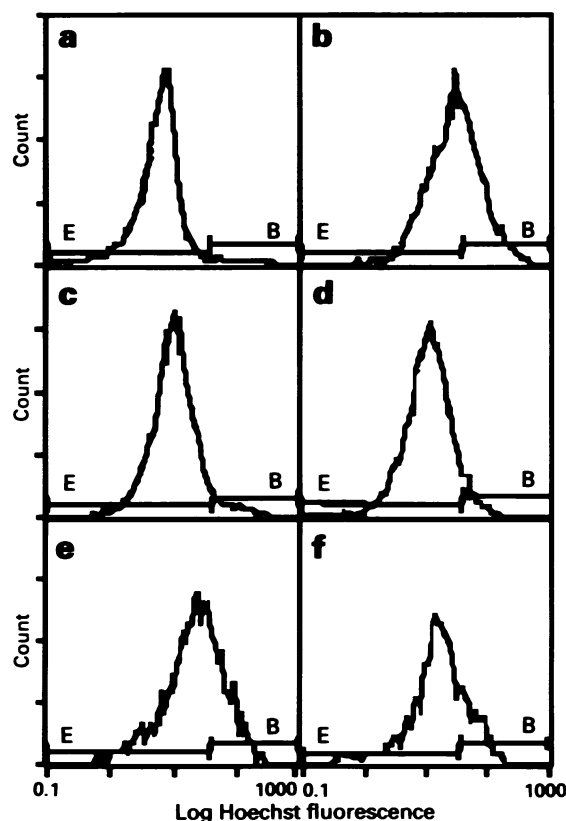 a b
Count
E B E B
c d
Count
E B E B
e f
Count
E B E B
0.1 1000 0.1 1000
Log Hoechst fluorescence